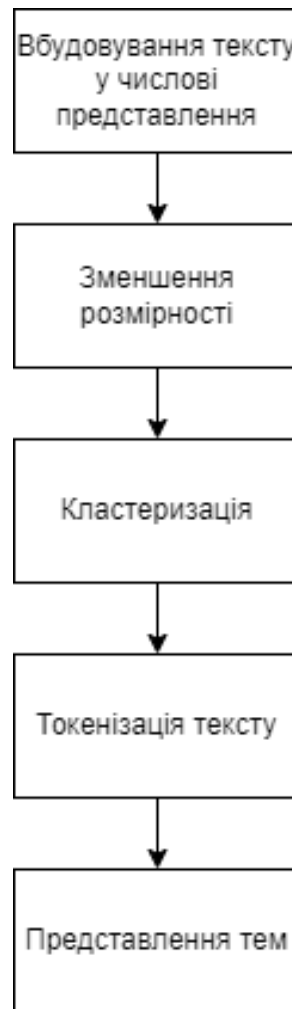 Вбудовування тексту
у числові
представлення
Зменшення
розмірності
Кластеризація
Токенізація тексту
Представлення тем